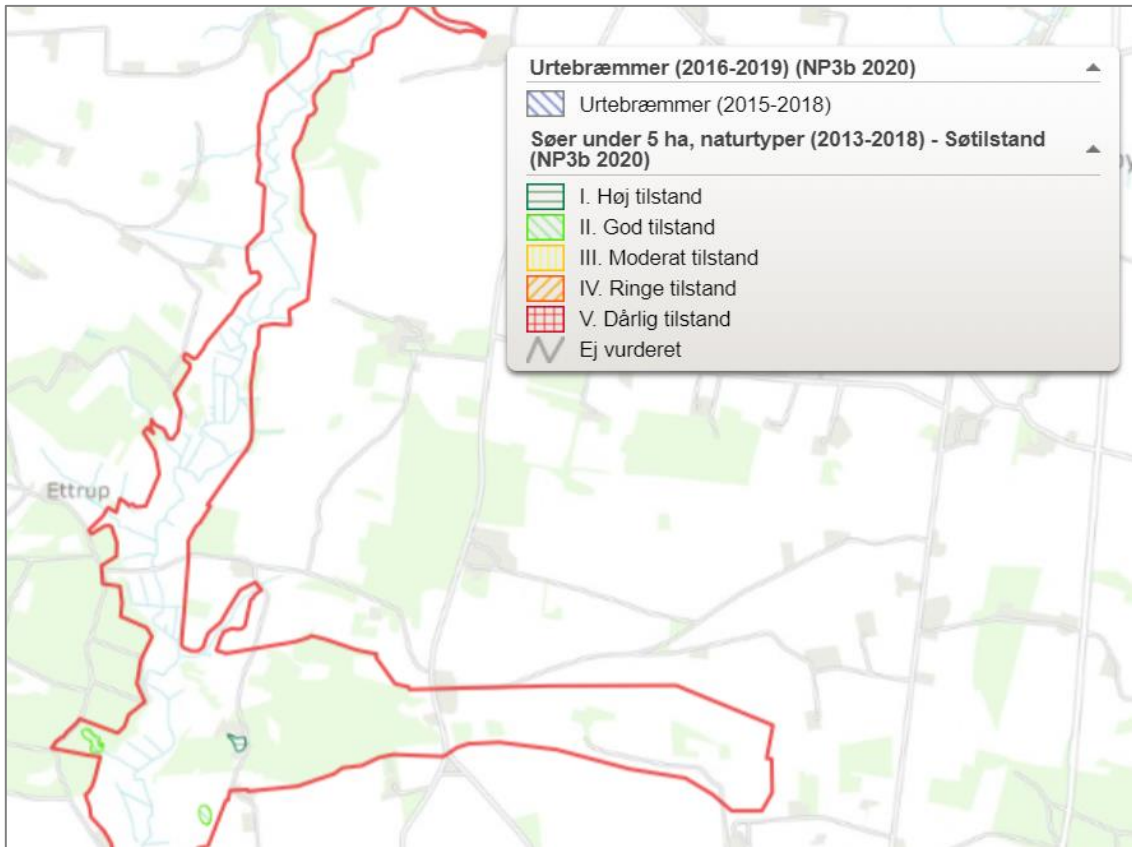 Urtebræmmer (2016-2019) (NP3b 2020)
Urtebræmmer (2015-2018)
Søer under 5 ha, naturtyper (2013-2018) - Søtilstand
(NP3b 2020)
I. Høj tilstand
II. God tilstand
III. Moderat tilstand
IV. Ringe tilstand
V. Dårlig tilstand
Ej vurderet
Ettrup